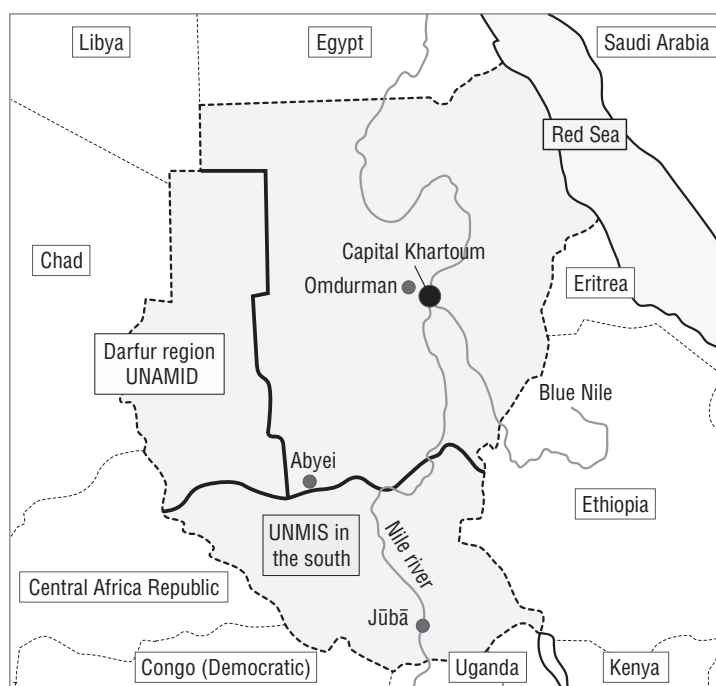 Libya
Egypt
Saudi Arabia
Red Sea
Capital Khartoum
Chad
Omdurman
Eritrea
Darfur region
UNAMID
Blue Nile
Abyei
Ethiopia
UNMIS in
the south
Nile river
Central Africa Republic
Jūbā
Congo (Democratic)
Uganda
Kenya